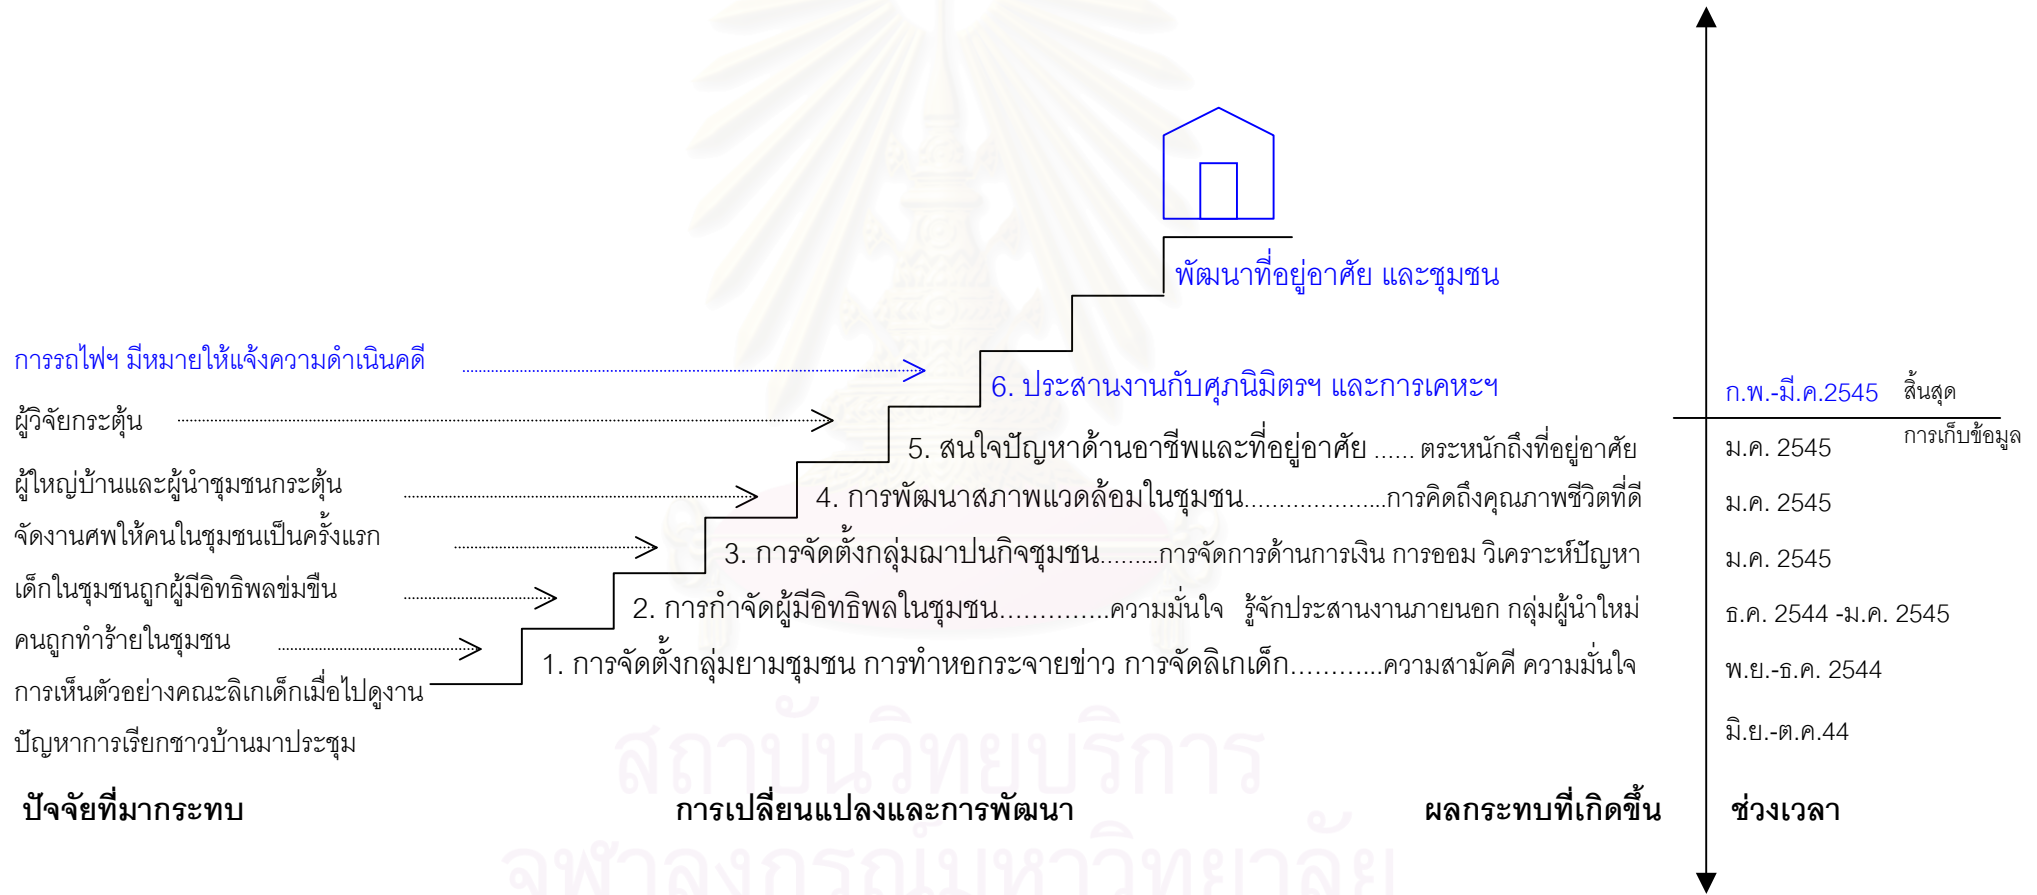 พัฒนาที่อยู่อาศัย และชุมชน
การรถไฟฯ มีหมายให้แจ้งความดำเนินคดี
6. ประสานงานกับศุภนิมิตรฯ และการเคหะฯ
ก.พ.-มี.ค.2545 สิ้นสุด
ผู้วิจัยกระตุ้น
การเก็บข้อมูล
5. สนใจปัญหาด้านอาชีพและที่อยู่อาศัย ...... ตระหนักถึงที่อยู่อาศัย
ม.ค. 2545
ผู้ใหญ่บ้านและผู้นำชุมชนกระตุ้น
4. การพัฒนาสภาพแวดล้อมในชุมชน.....................การคิดถึงคุณภาพชีวิตที่ดี
ม.ค. 2545
จัดงานศพให้คนในชุมชนเป็นครั้งแรก
3. การจัดตั้งกลุ่มฌาปนกิจชุมชน.........การจัดการด้านการเงิน การออม วิเคราะห์ปัญหา
ม.ค. 2545
เด็กในชุมชนถูกผู้มีอิทธิพลข่มขืน
2. การกำจัดผู้มีอิทธิพลในชุมชน..............ความมั่นใจ รู้จักประสานงานภายนอก กลุ่มผู้นำใหม่
ธ.ค. 2544 -ม.ค. 2545
คนถูกทำร้ายในชุมชน
1. การจัดตั้งกลุ่มยามชุมชน การทำหอกระจายข่าว การจัดลิเกเด็ก............ความสามัคคี ความมั่นใจ
พ.ย.-ธ.ค. 2544
การเห็นตัวอย่างคณะลิเกเด็กเมื่อไปดูงาน
ปัญหาการเรียกชาวบ้านมาประชุม
มิ.ย.-ต.ค.44
สถาบันวิทยบริการ
ปัจจัยที่มากระทบ
การเปลี่ยนแปลงและการพัฒนา
ผลกระทบที่เกิดขึ้น
ช่วงเวลา
จุฬาลงกรณ์มหาวิทยาลัย